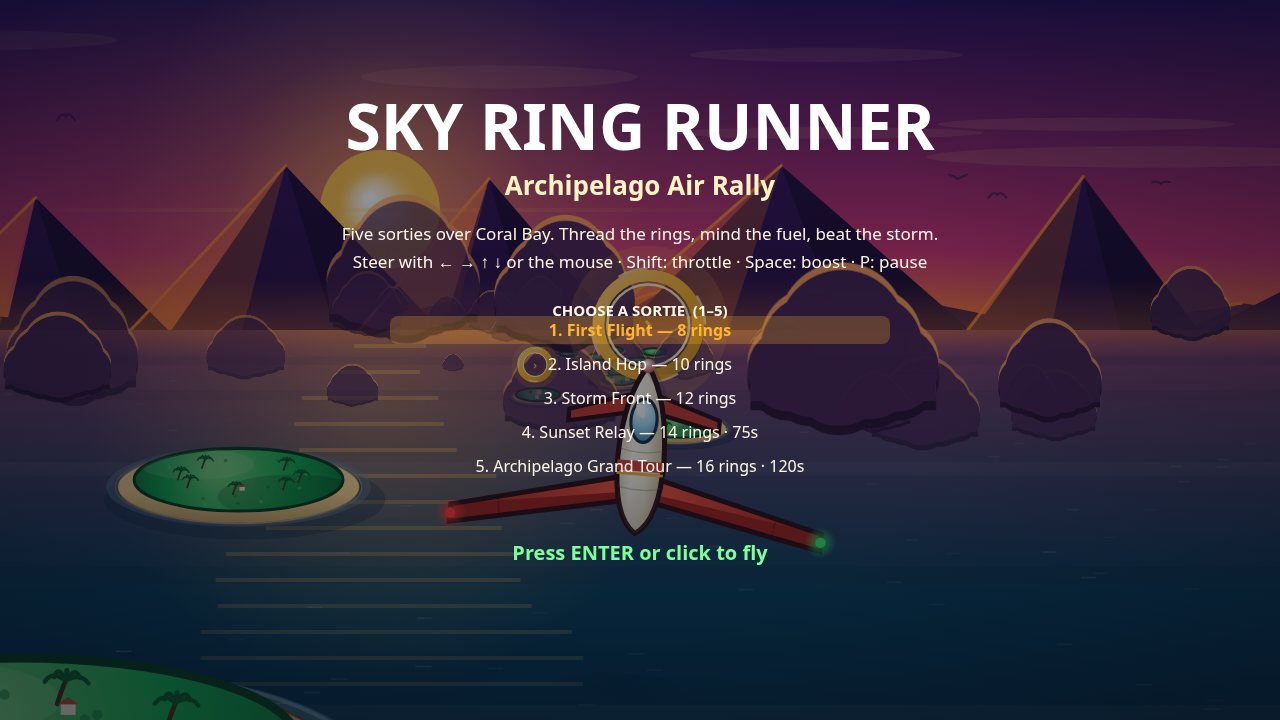 SKY RING RUNNER
Archipelago Air Rally
Five sorties over Coral Bay. Thread the rings, mind the fuel, beat the storm.
Steer with ← → ↑ ↓ or the mouse · Shift: throttle · Space: boost · P: pause
CHOOSE A SORTIE (1–5)
1. First Flight — 8 rings
2. Island Hop — 10 rings
3. Storm Front — 12 rings
4. Sunset Relay — 14 rings · 75s
5. Archipelago Grand Tour — 16 rings · 120s
Press ENTER or click to fly